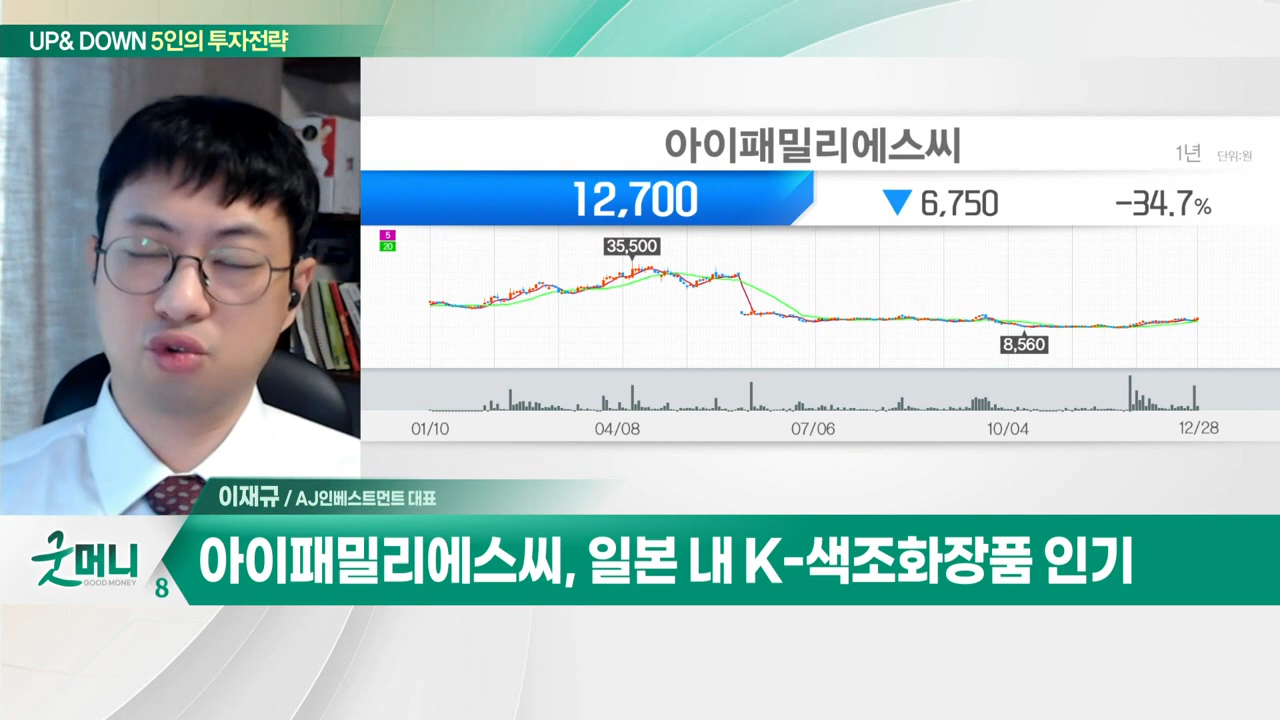 UP& DOWN 5인의 투자전략
아이패밀리에스씨
1년 단위:원
12,700 ▼ 6,750 -34.7%
5
20
35,500
8,560
01/10 04/08 07/06 10/04 12/28
이재규 / AJ인베스트먼트 대표
굿머니
GOOD MONEY
8
아이패밀리에스씨, 일본 내 K-색조화장품 인기